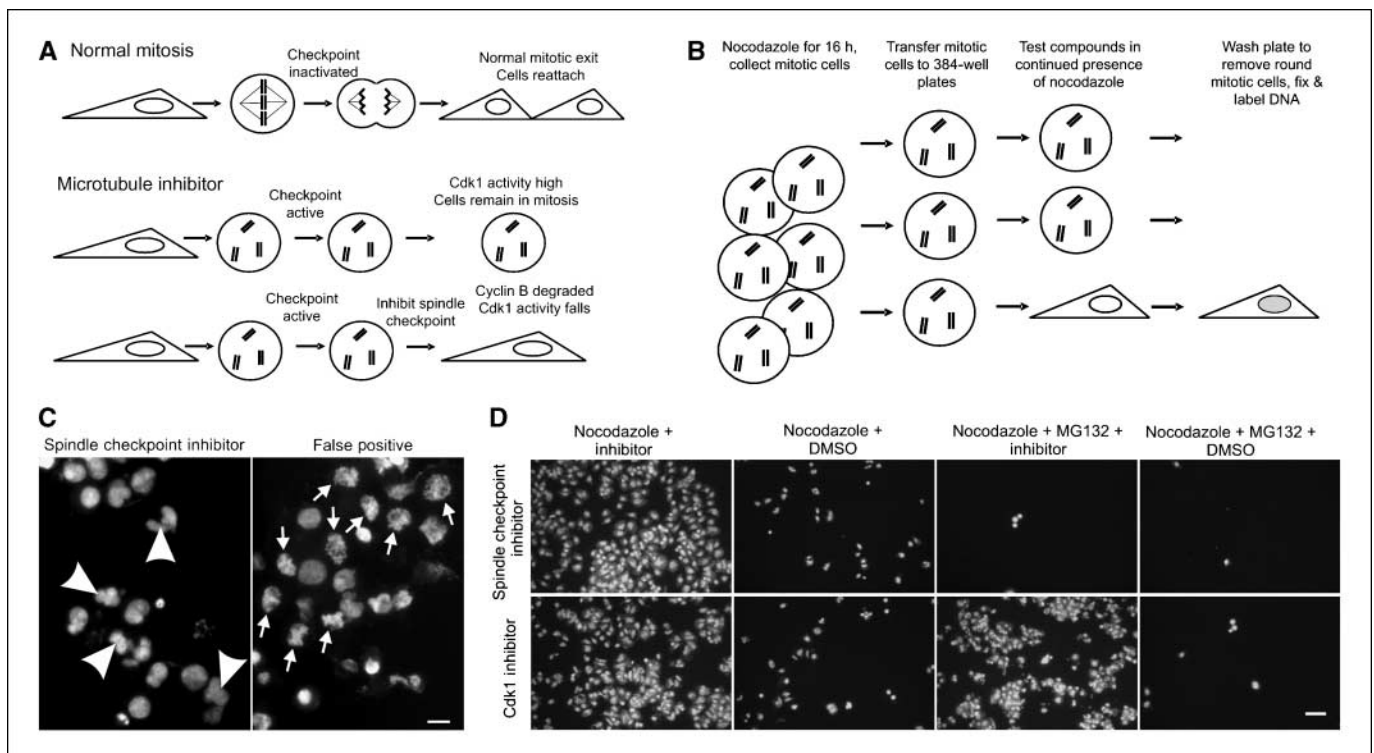 A
Normal mitosis
Checkpoint
inactivated
Normal mitotic exit
Cells reattach
Microtubule inhibitor
Checkpoint
active
Cdk1 activity high
Cells remain in mitosis
Checkpoint
active
Inhibit spindle
checkpoint
Cyclin B degraded
Cdk1 activity falls
B
Nocodazole for 16 h,
collect mitotic cells
Transfer mitotic
cells to 384-well
plates
Test compounds in
continued presence
of nocodazole
Wash plate to
remove round
mitotic cells, fix &
label DNA
C
Spindle checkpoint inhibitor
False positive
D
Nocodazole +
inhibitor
Nocodazole +
DMSO
Nocodazole + MG132 +
inhibitor
Nocodazole + MG132 +
DMSO
Spindle checkpoint
inhibitor
Cdk1 inhibitor